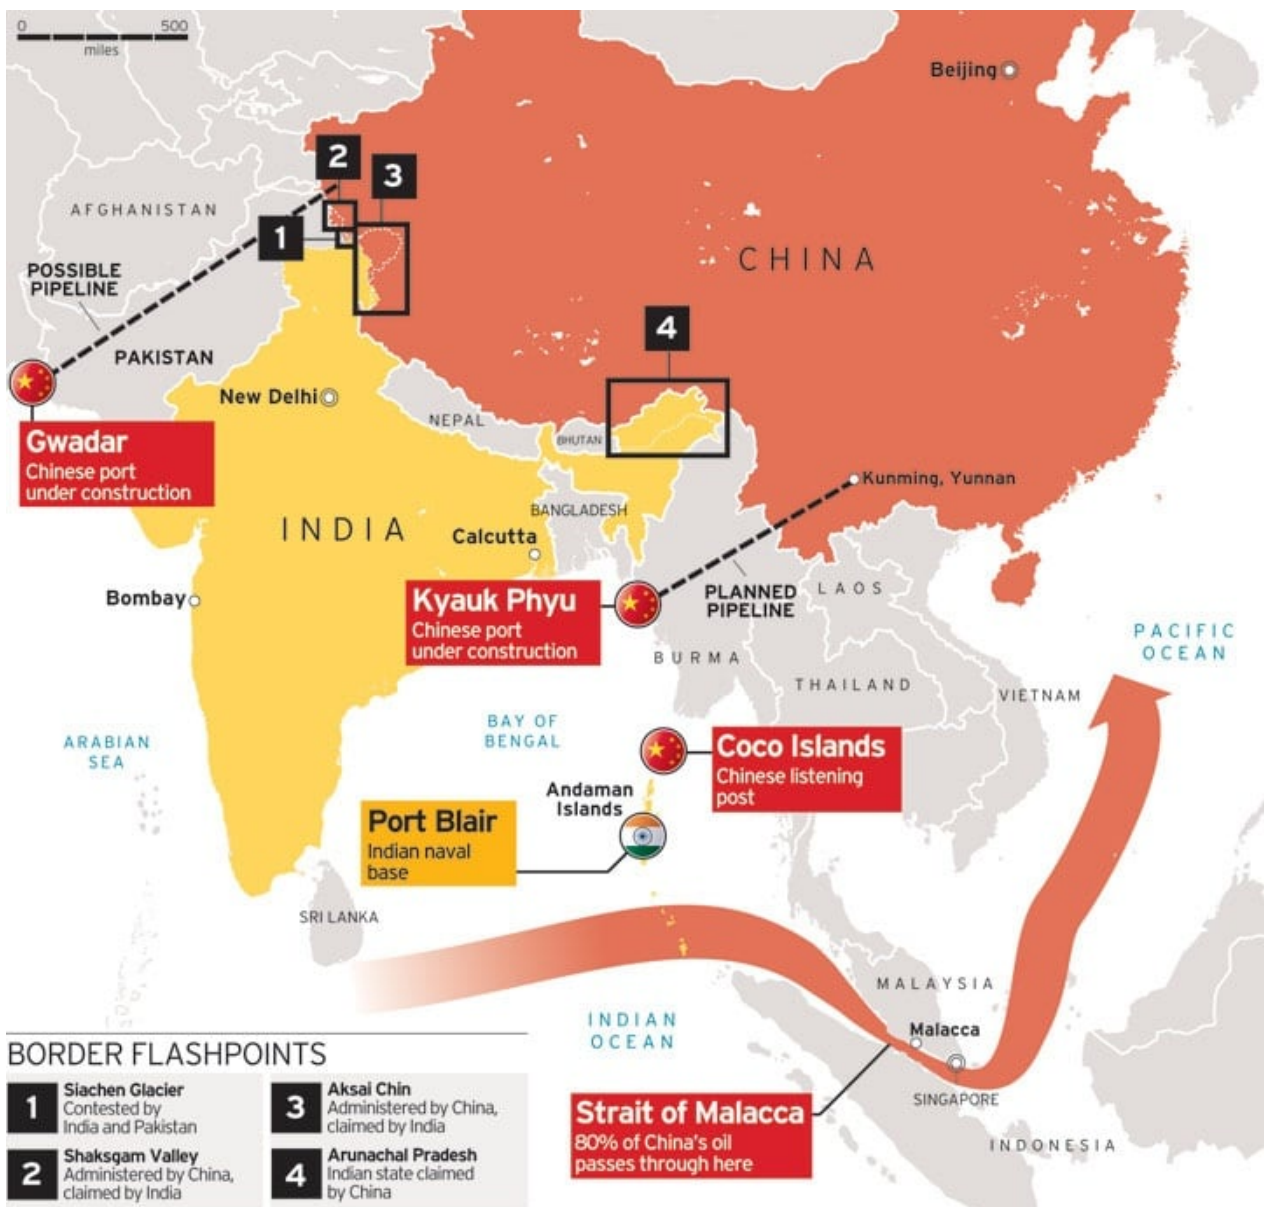 0 500
miles
Beijing
2
3
AFGHANISTAN
1
CHINA
POSSIBLE
PIPELINE
4
PAKISTAN
New Delhi
NEPAL
BHUTAN
Gwadar
Chinese port
under construction
Kunming, Yunnan
BANGLADESH
INDIA
Calcutta
Bombay
Kyauk Phyu
Chinese port
under construction
PLANNED
PIPELINE
LAOS
BURMA
THAILAND
VIETNAM
PACIFIC
OCEAN
ARABIAN
SEA
BAY OF
BENGAL
Coco Islands
Chinese listening
post
Andaman
Islands
Port Blair
Indian naval
base
SRI LANKA
MALAYSIA
INDIAN
OCEAN
Malacca
SINGAPORE
Strait of Malacca
80% of China's oil
passes through here
INDONESIA
BORDER FLASHPOINTS
1
Siachen Glacier
Contested by
India and Pakistan
2
Shaksgam Valley
Administered by China,
claimed by India
3
Aksai Chin
Administered by China,
claimed by India
4
Arunachal Pradesh
Indian state claimed
by China